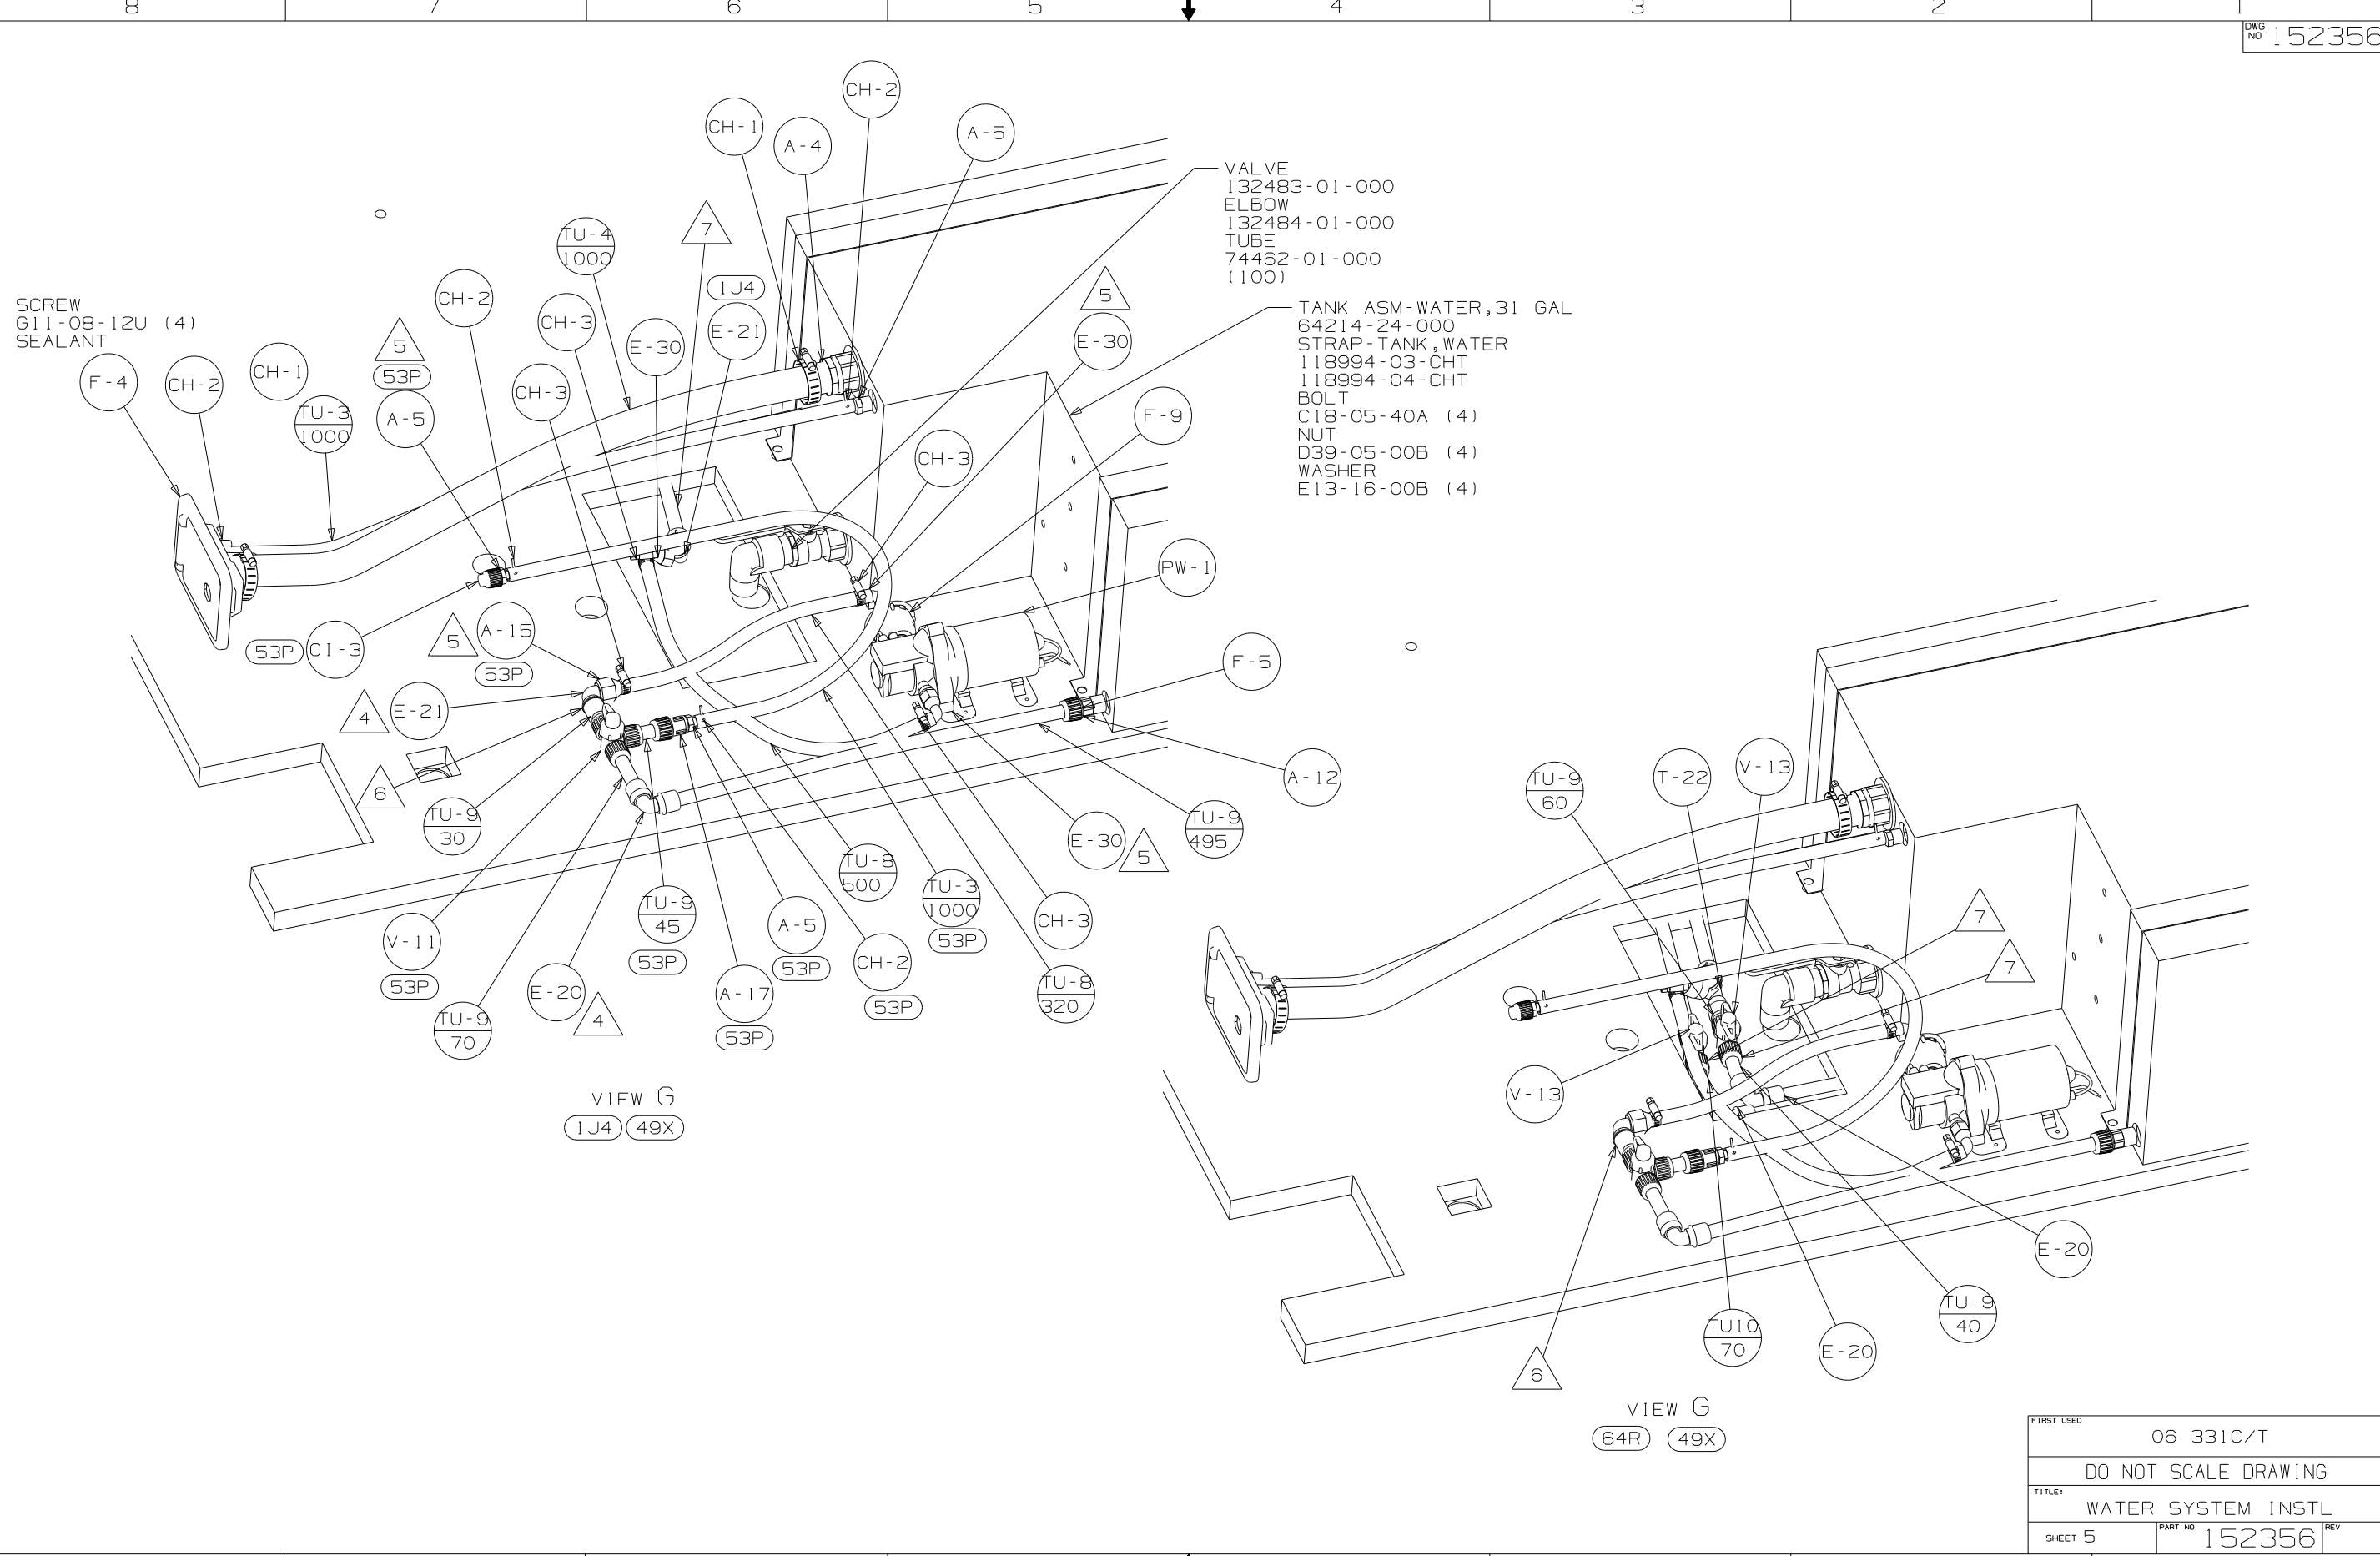 8 7 6 5 4 3 2 1
DWG NO 152356
CH-2
CH-1
A-4
A-5
VALVE
132483-01-000
ELBOW
132484-01-000
TUBE
74462-01-000
(100)
TU-4
1000
7
1J4
E-21
5
E-30
TANK ASM-WATER,31 GAL
64214-24-000
STRAP-TANK,WATER
118994-03-CHT
118994-04-CHT
BOLT
C18-05-40A (4)
NUT
D39-05-00B (4)
WASHER
E13-16-00B (4)
SCREW
G11-08-12U (4)
SEALANT
F-4
CH-2
CH-1
TU-3
1000
5
53P
A-5
CH-2
CH-3
CH-3
E-30
F-9
CH-3
PW-1
53P
CI-3
5
A-15
53P
F-5
4
E-21
6
TU-9
30
A-12
TU-9
495
E-30
5
TU-8
500
TU-3
1000
53P
CH-3
V-11
53P
TU-9
45
53P
A-5
53P
CH-2
53P
TU-9
70
E-20
4
A-17
53P
TU-8
320
VIEW G
1J4
49X
TU-9
60
T-22
V-13
7
7
V-13
E-20
TU-9
40
TU10
70
E-20
6
VIEW G
64R
49X
FIRST USED
06 331C/T
DO NOT SCALE DRAWING
TITLE:
WATER SYSTEM INSTL
SHEET 5
PART NO 152356
REV